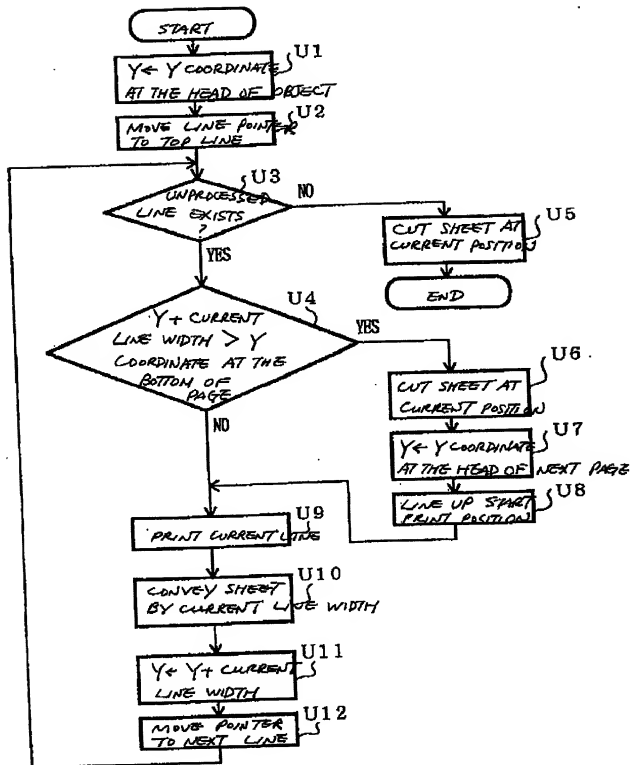 START
U1
Y← Y COORDINATE
AT THE HEAD OF OBJECT
U2
MOVE LINE POINTER
TO TOP LINE
U3
UNPROCESSED
LINE EXISTS
?
NO
YES
U5
CUT SHEET AT
CURRENT POSITION
END
U4
Y+ CURRENT
LINE WIDTH > Y
COORDINATE AT THE
BOTTOM OF
PAGE
YES
NO
U6
CUT SHEET AT
CURRENT POSITION
U7
Y← Y COORDINATE
AT THE HEAD OF NEXT PAGE
U8
LINE UP START
PRINT POSITION
U9
PRINT CURRENT LINE
U10
CONVEY SHEET
BY CURRENT LINE WIDTH
U11
Y← Y+ CURRENT
LINE WIDTH
U12
MOVE POINTER
TO NEXT LINE